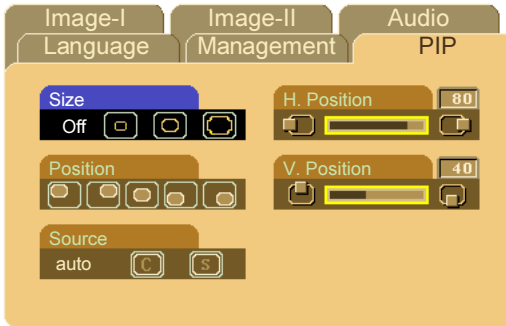 Image-I Image-II Audio
Language Management PIP
Size
Off
H. Position 80
Position
V. Position 40
Source
auto C S